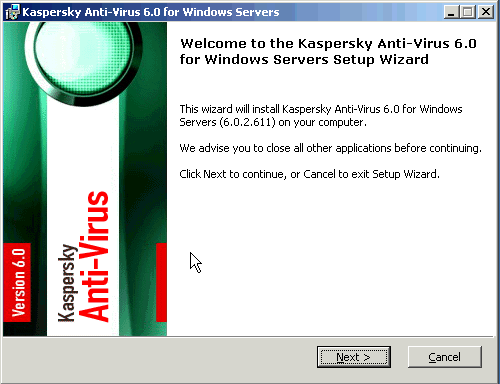 Kaspersky Anti-Virus 6.0 for Windows Servers
Welcome to the Kaspersky Anti-Virus 6.0
for Windows Servers Setup Wizard
This wizard will install Kaspersky Anti-Virus 6.0 for Windows
Servers (6.0.2.611) on your computer.
We advise you to close all other applications before continuing.
Click Next to continue, or Cancel to exit Setup Wizard.
Version 6.0
Kaspersky
Anti-Virus
Next >
Cancel